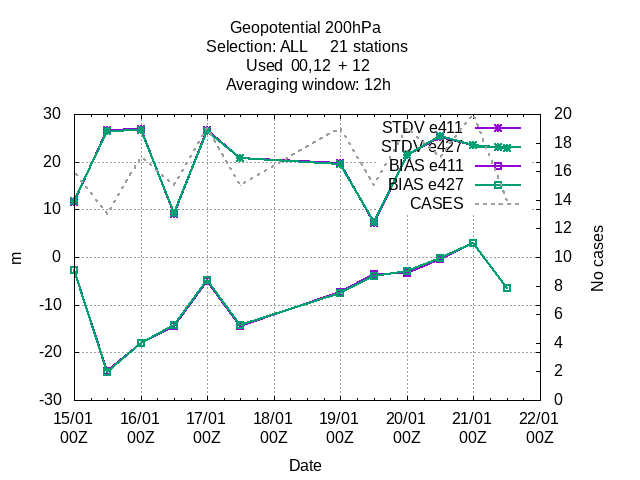 Geopotential 200hPa
Selection: ALL     21 stations
Used  00,12  + 12
Averaging window: 12h
30
20
10
0
-10
-20
-30
m
20
18
16
14
12
10
8
6
4
2
0
No cases
STDV e411
STDV e427
BIAS e411
BIAS e427
CASES
15/01 16/01 17/01 18/01 19/01 20/01 21/01 22/01
00Z 00Z 00Z 00Z 00Z 00Z 00Z 00Z
Date